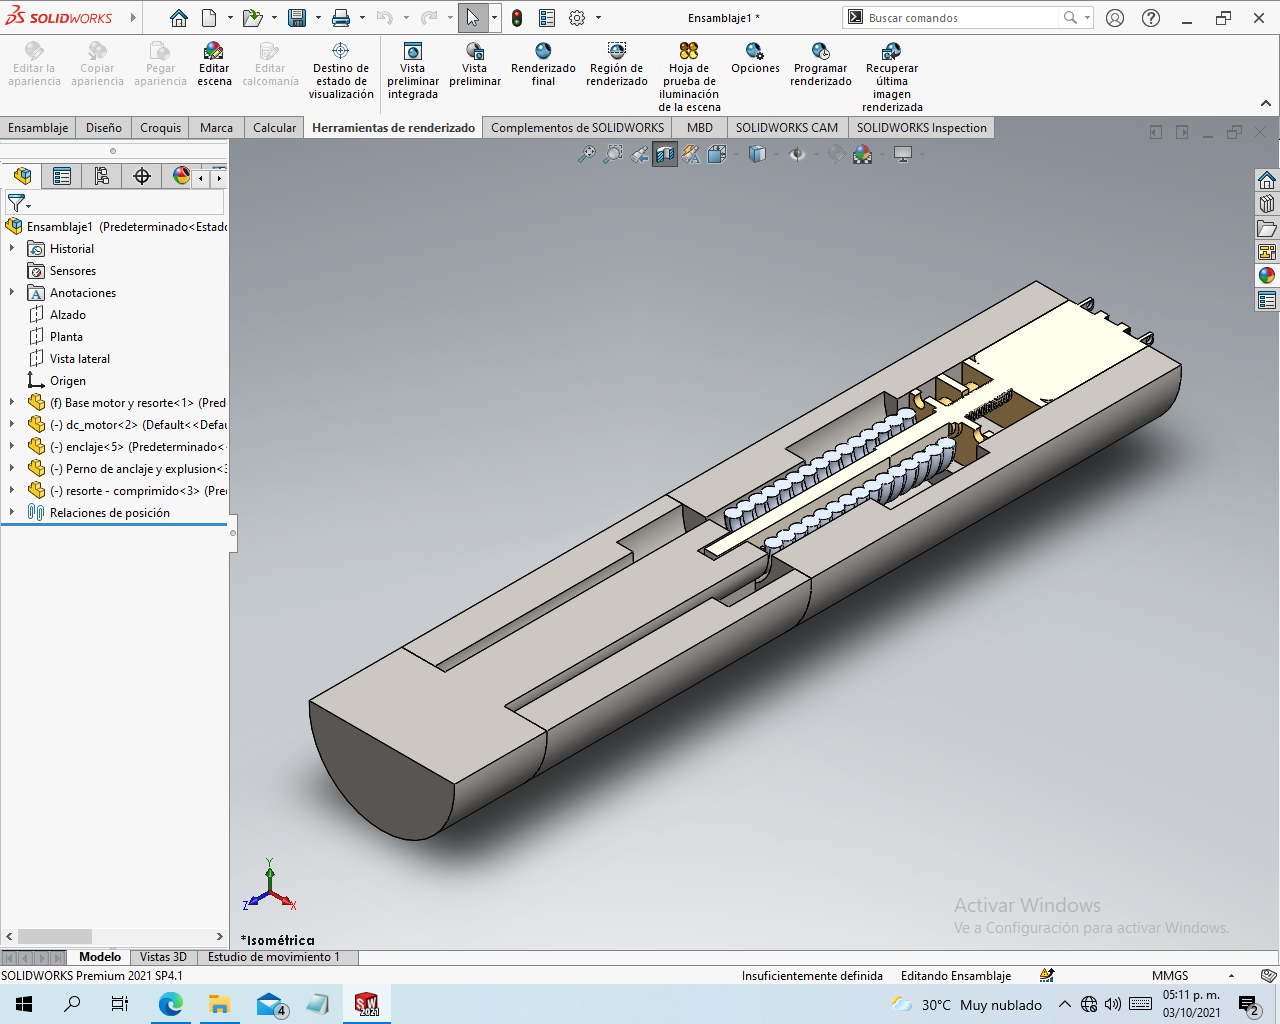 SOLIDWORKS
Ensamblaje1 *
Buscar comandos
Editar la apariencia
Copiar apariencia
Pegar apariencia
Editar escena
Editar calcomanía
Destino de estado de visualización
Vista preliminar integrada
Vista preliminar
Renderizado final
Región de renderizado
Hoja de prueba de iluminación de la escena
Opciones
Programar renderizado
Recuperar última imagen renderizada
Ensamblaje
Diseño
Croquis
Marca
Calcular
Herramientas de renderizado
Complementos de SOLIDWORKS
MBD
SOLIDWORKS CAM
SOLIDWORKS Inspection
Ensamblaje1 (Predeterminado<Estado
Historial
Sensores
Anotaciones
Alzado
Planta
Vista lateral
Origen
(f) Base motor y resorte<1> (Pred
(-) dc_motor<2> (Default<<Defau
(-) enclaje<5> (Predeterminado<
(-) Perno de anclaje y explusion<3
(-) resorte - comprimido<3> (Pre
Relaciones de posición
Y
Z
X
*Isométrica
Activar Windows
Ve a Configuración para activar Windows.
Modelo
Vistas 3D
Estudio de movimiento 1
SOLIDWORKS Premium 2021 SP4.1
Insuficientemente definida
Editando Ensamblaje
MMGS
4
SW 2021
30°C Muy nublado
05:11 p. m.
03/10/2021
2